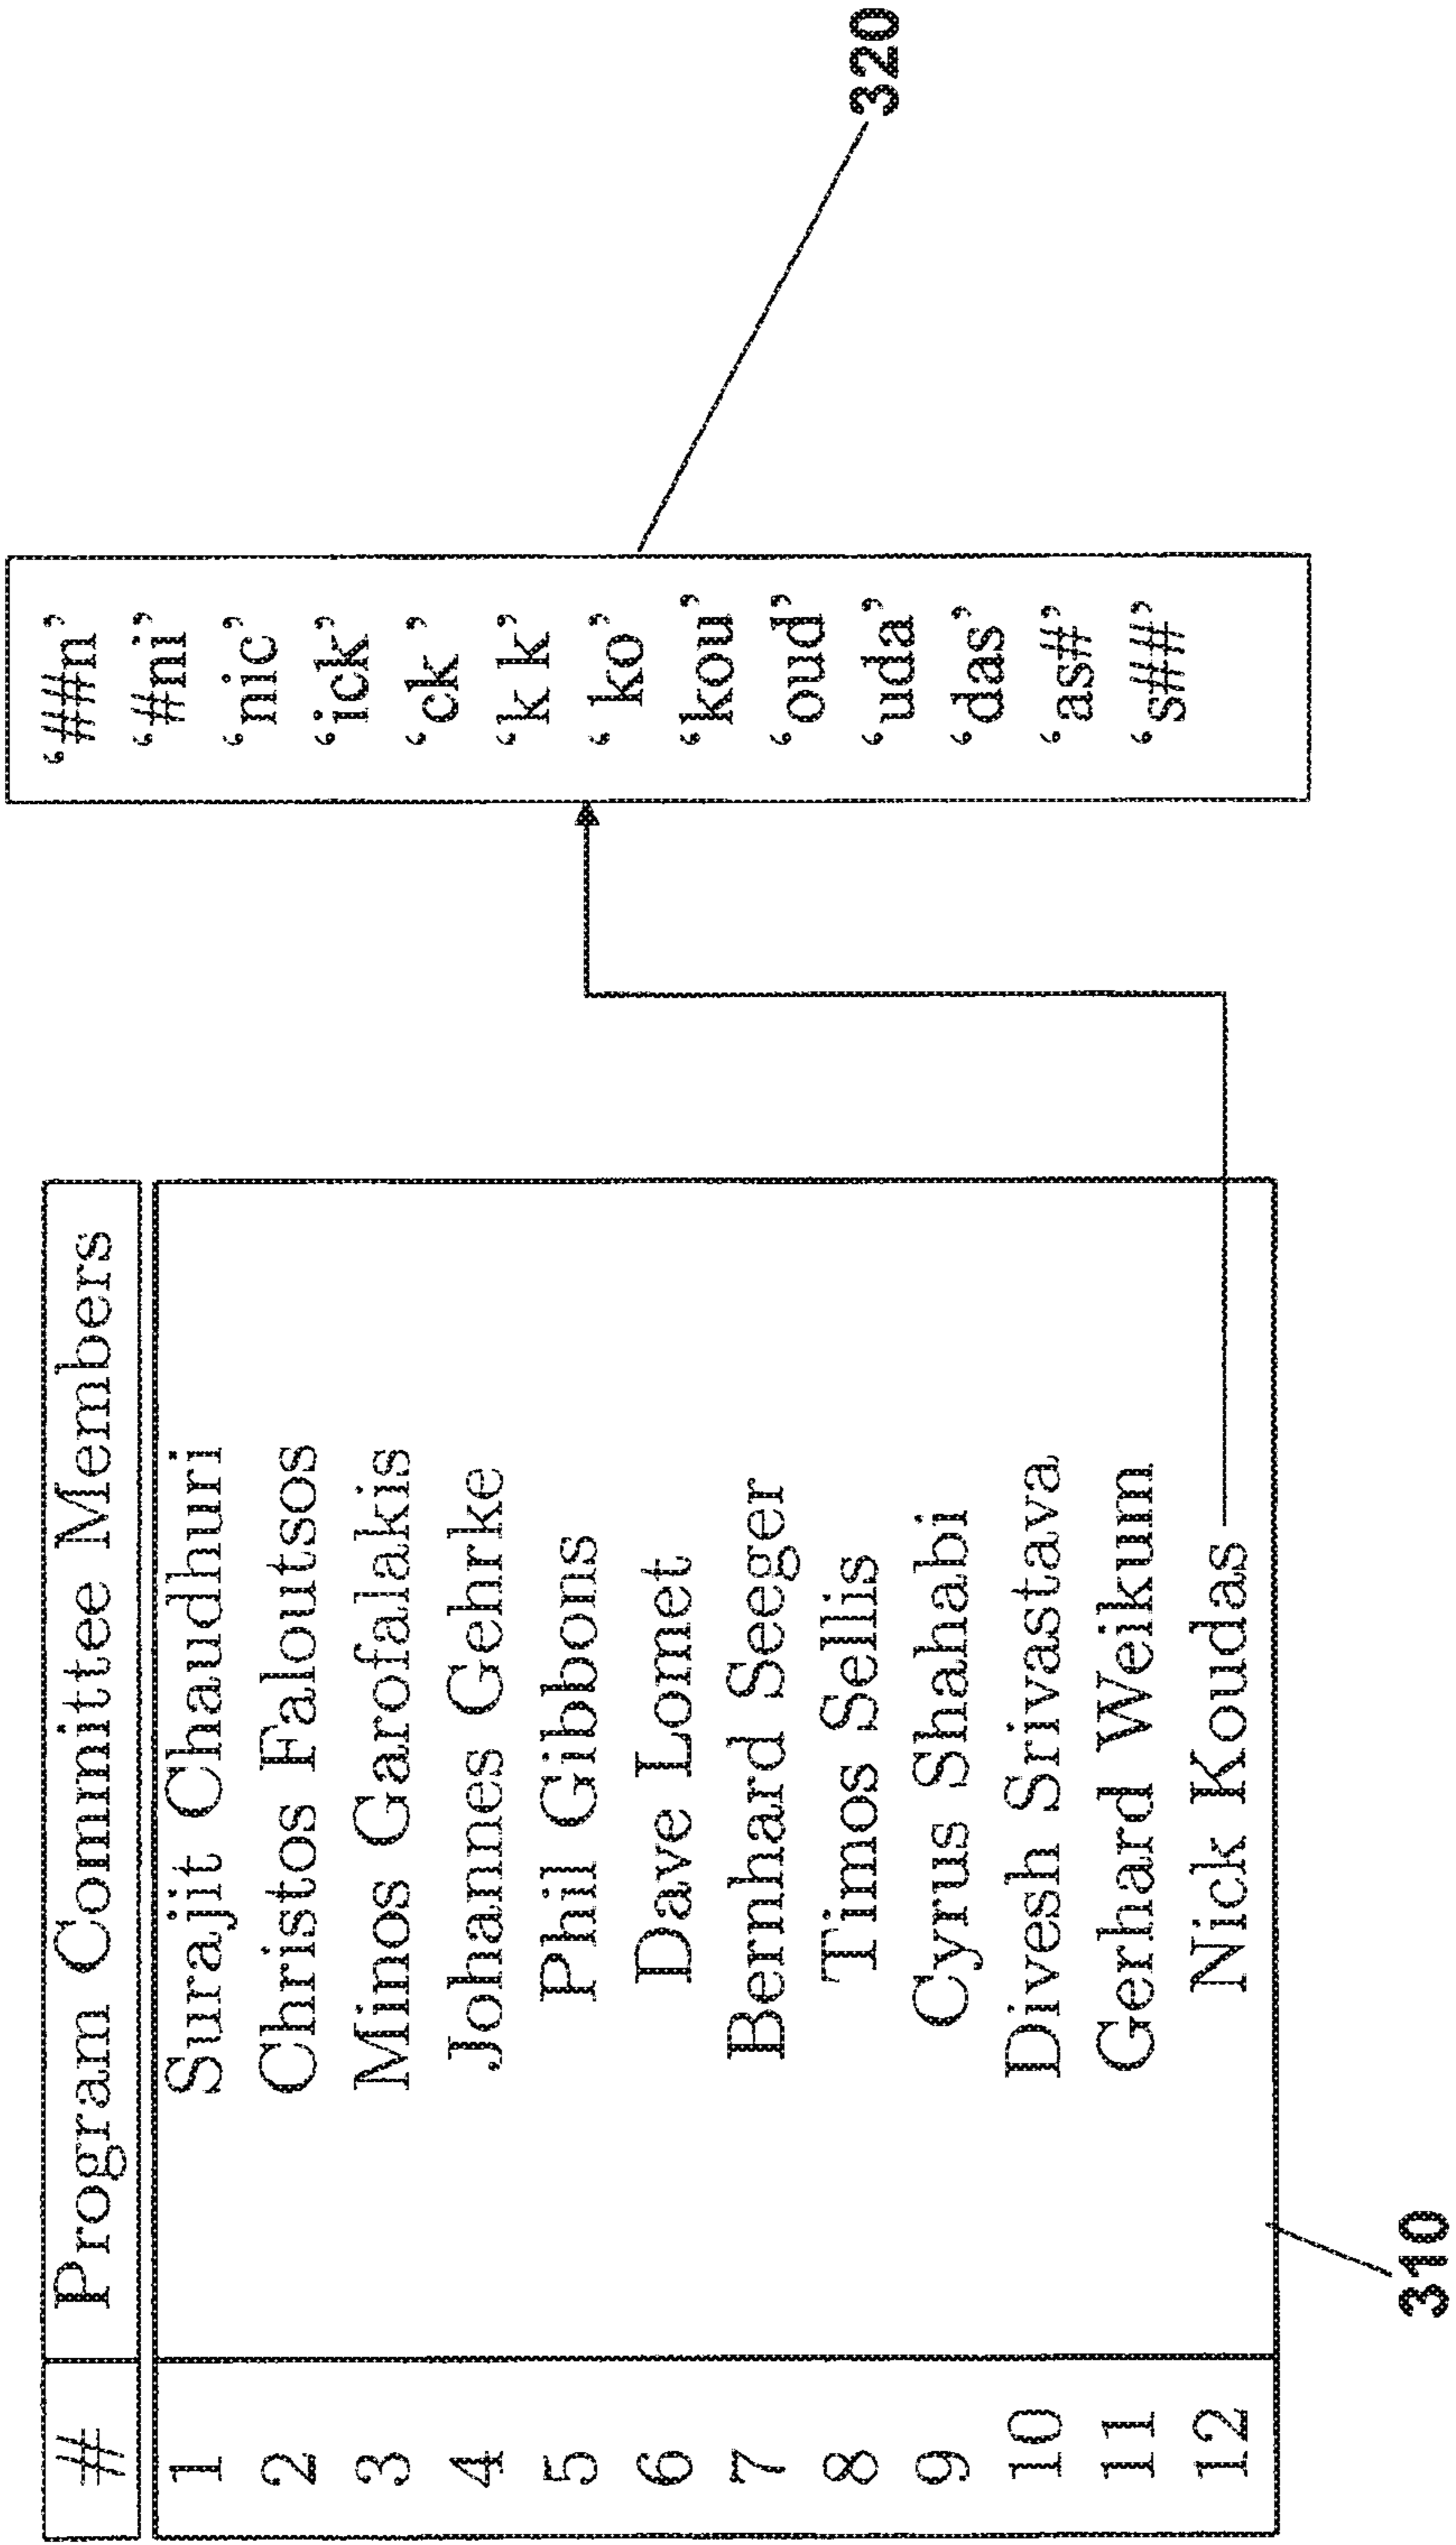 # Program Committee Members
1 Surajit Chaudhuri
2 Christos Faloutsos
3 Minos Garofalakis
4 Johannes Gehrke
5 Phil Gibbons
6 Dave Lomet
7 Bernhard Seeger
8 Timos Sellis
9 Cyrus Shahabi
10 Divesh Srivastava
11 Gerhard Weikum
12 Nick Koudas
310
‘##n’
‘#ni’
‘nic’
‘ick’
‘ck ’
‘k k’
‘ ko’
‘kou’
‘oud’
‘uda’
‘das’
‘as#’
‘s##’
320